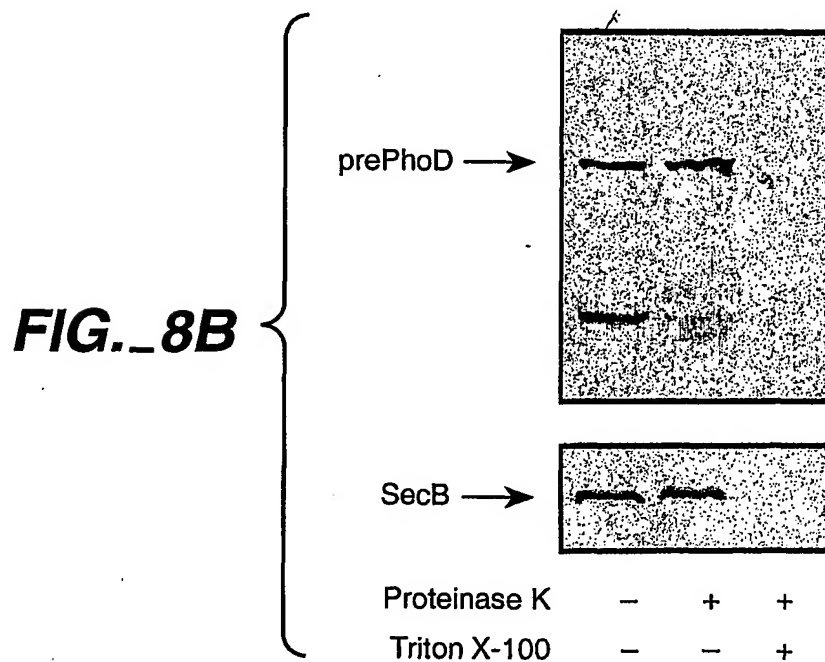 prePhoD
FIG._8B
SecB
Proteinase K − + +
Triton X-100 − − +